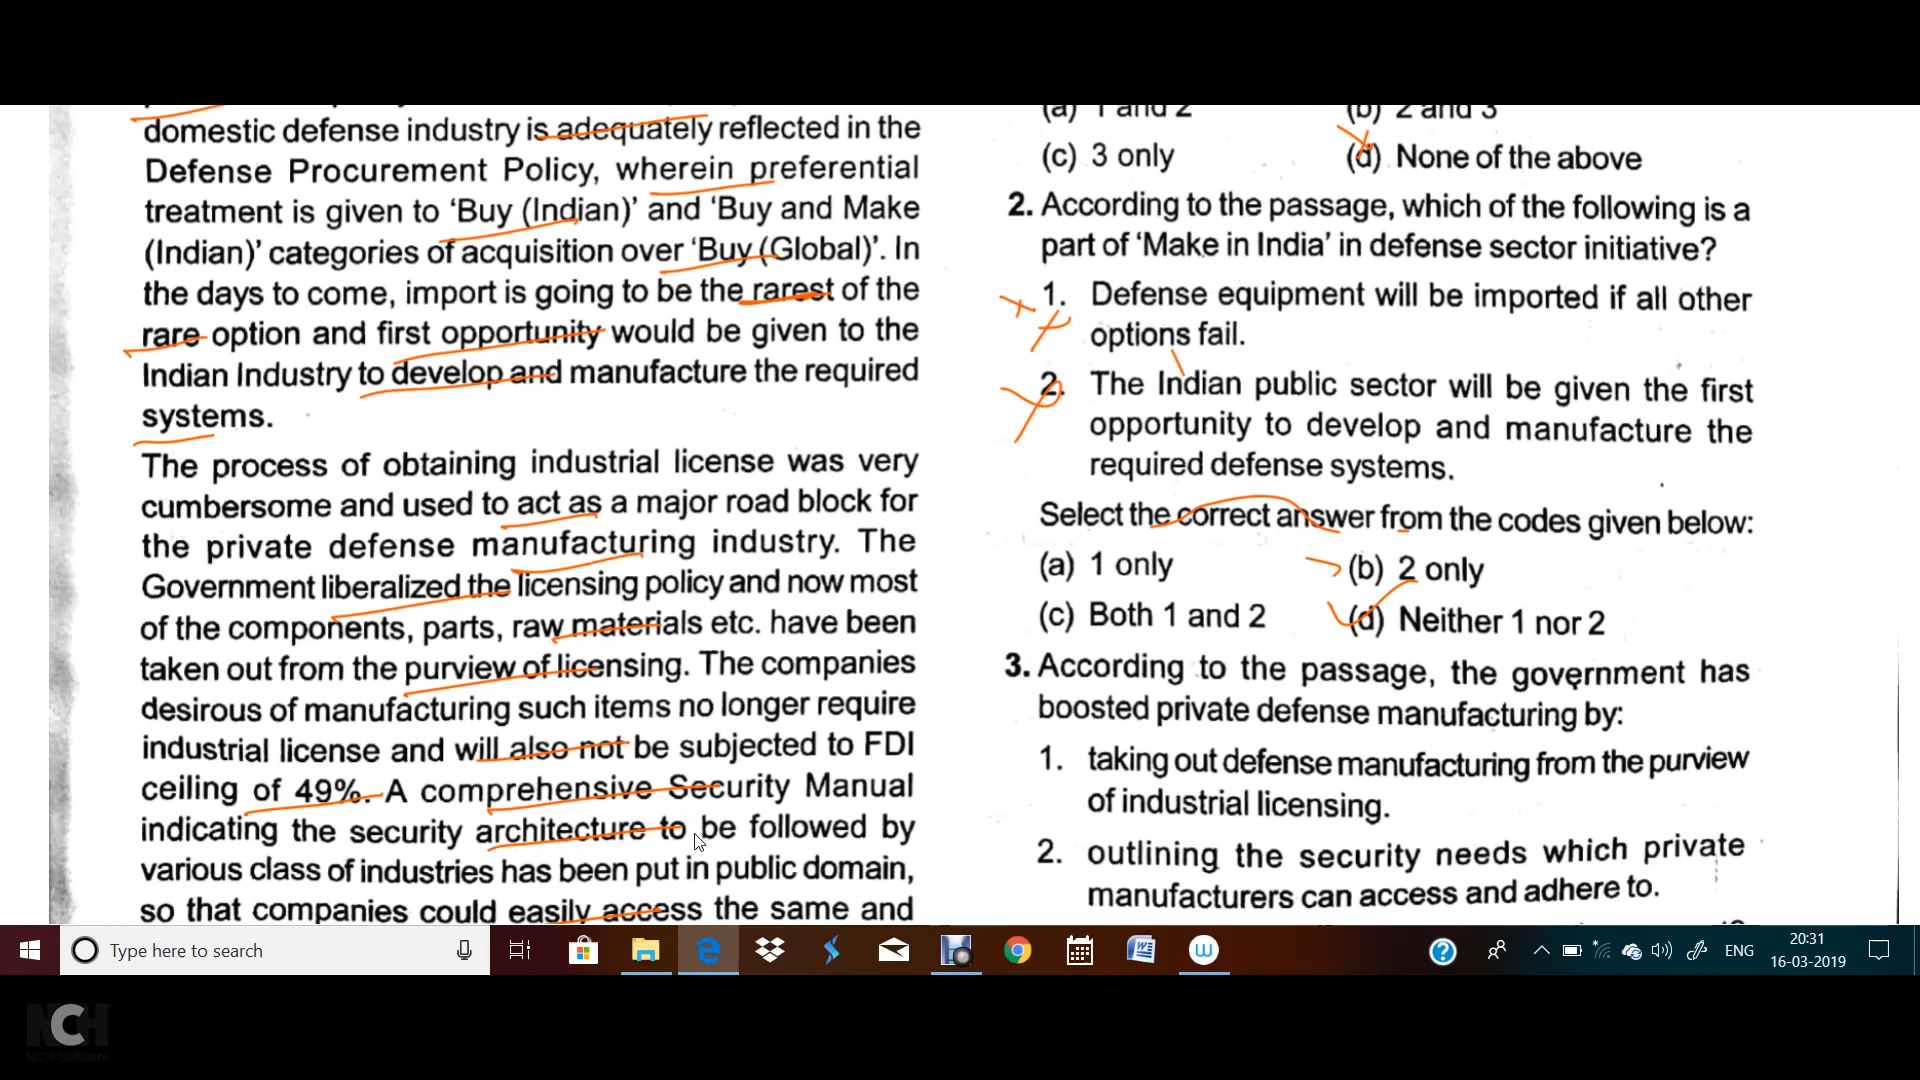 domestic defense industry is adequately reflected in the
Defense Procurement Policy, wherein preferential
treatment is given to ‘Buy (Indian)’ and ‘Buy and Make
(Indian)’ categories of acquisition over ‘Buy (Global)’. In
the days to come, import is going to be the rarest of the
rare option and first opportunity would be given to the
Indian Industry to develop and manufacture the required
systems.
The process of obtaining industrial license was very
cumbersome and used to act as a major road block for
the private defense manufacturing industry. The
Government liberalized the licensing policy and now most
of the components, parts, raw materials etc. have been
taken out from the purview of licensing. The companies
desirous of manufacturing such items no longer require
industrial license and will also not be subjected to FDI
ceiling of 49%. A comprehensive Security Manual
indicating the security architecture to be followed by
various class of industries has been put in public domain,
so that companies could easily access the same and
(a) 1 and 2 (b) 2 and 3
(c) 3 only (d) None of the above
2. According to the passage, which of the following is a
part of ‘Make in India’ in defense sector initiative?
1. Defense equipment will be imported if all other
options fail.
2. The Indian public sector will be given the first
opportunity to develop and manufacture the
required defense systems.
Select the correct answer from the codes given below:
(a) 1 only (b) 2 only
(c) Both 1 and 2 (d) Neither 1 nor 2
3. According to the passage, the government has
boosted private defense manufacturing by:
1. taking out defense manufacturing from the purview
of industrial licensing.
2. outlining the security needs which private
manufacturers can access and adhere to.
Type here to search
ENG
20:31
16-03-2019
NCH
NCH Software